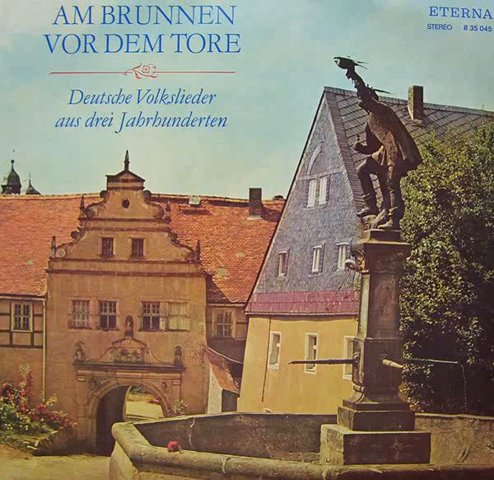 AM BRUNNEN
VOR DEM TORE
Deutsche Volkslieder
aus drei Jahrhunderten
ETERNA
STEREO 8 35 045